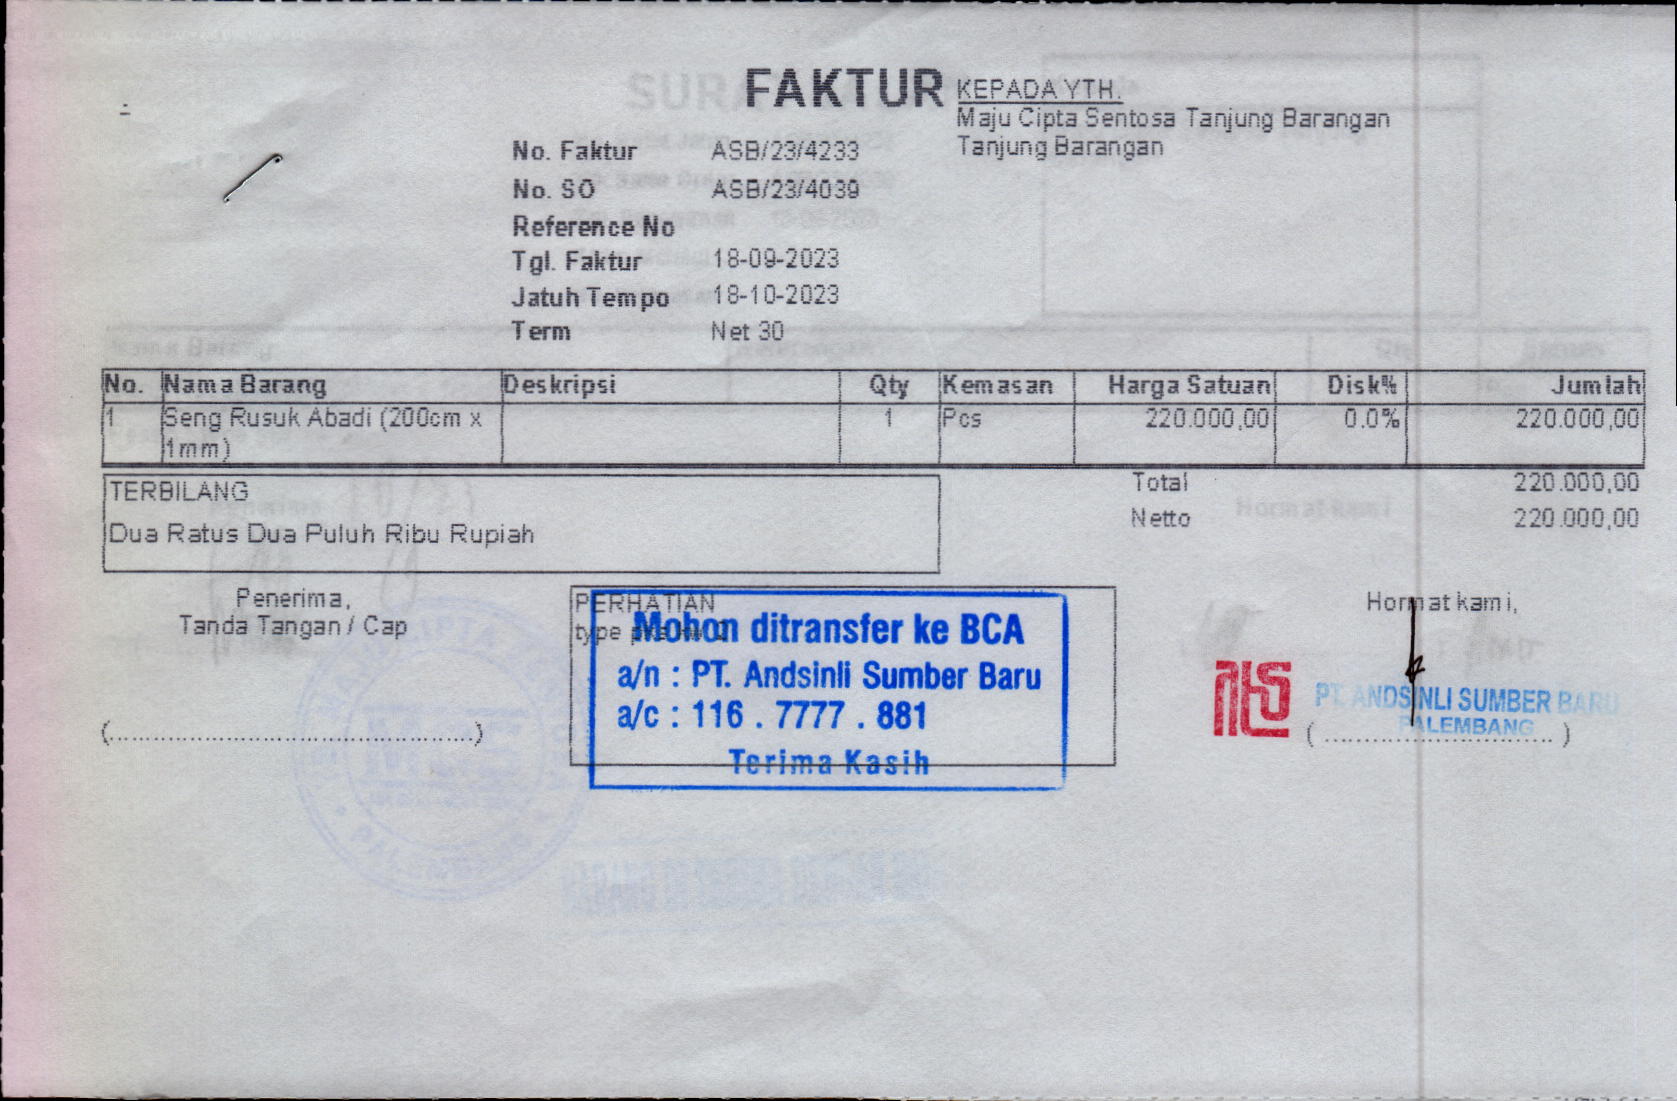 FAKTUR
KEPADA YTH.
Maju Cipta Sentosa Tanjung Barangan
Tanjung Barangan
No. Faktur ASB/23/4233
No. SO ASB/23/4039
Reference No
Tgl. Faktur 18-09-2023
Jatuh Tempo 18-10-2023
Term Net 30
No. Nama Barang Deskripsi Qty Kemasan Harga Satuan Disk% Jumlah
1 Seng Rusuk Abadi (200cm x 1 Pcs 220.000,00 0.0% 220.000,00
1mm)
TERBILANG
Dua Ratus Dua Puluh Ribu Rupiah
Total 220.000,00
Netto 220.000,00
Penerima,
Tanda Tangan / Cap
(.......................................................)
PERHATIAN
type
Mohon ditransfer ke BCA
a/n : PT. Andsinli Sumber Baru
a/c : 116 . 7777 . 881
Terima Kasih
Hormat kami,
PT. ANDSINLI SUMBER BARU
PALEMBANG
( .................................. )